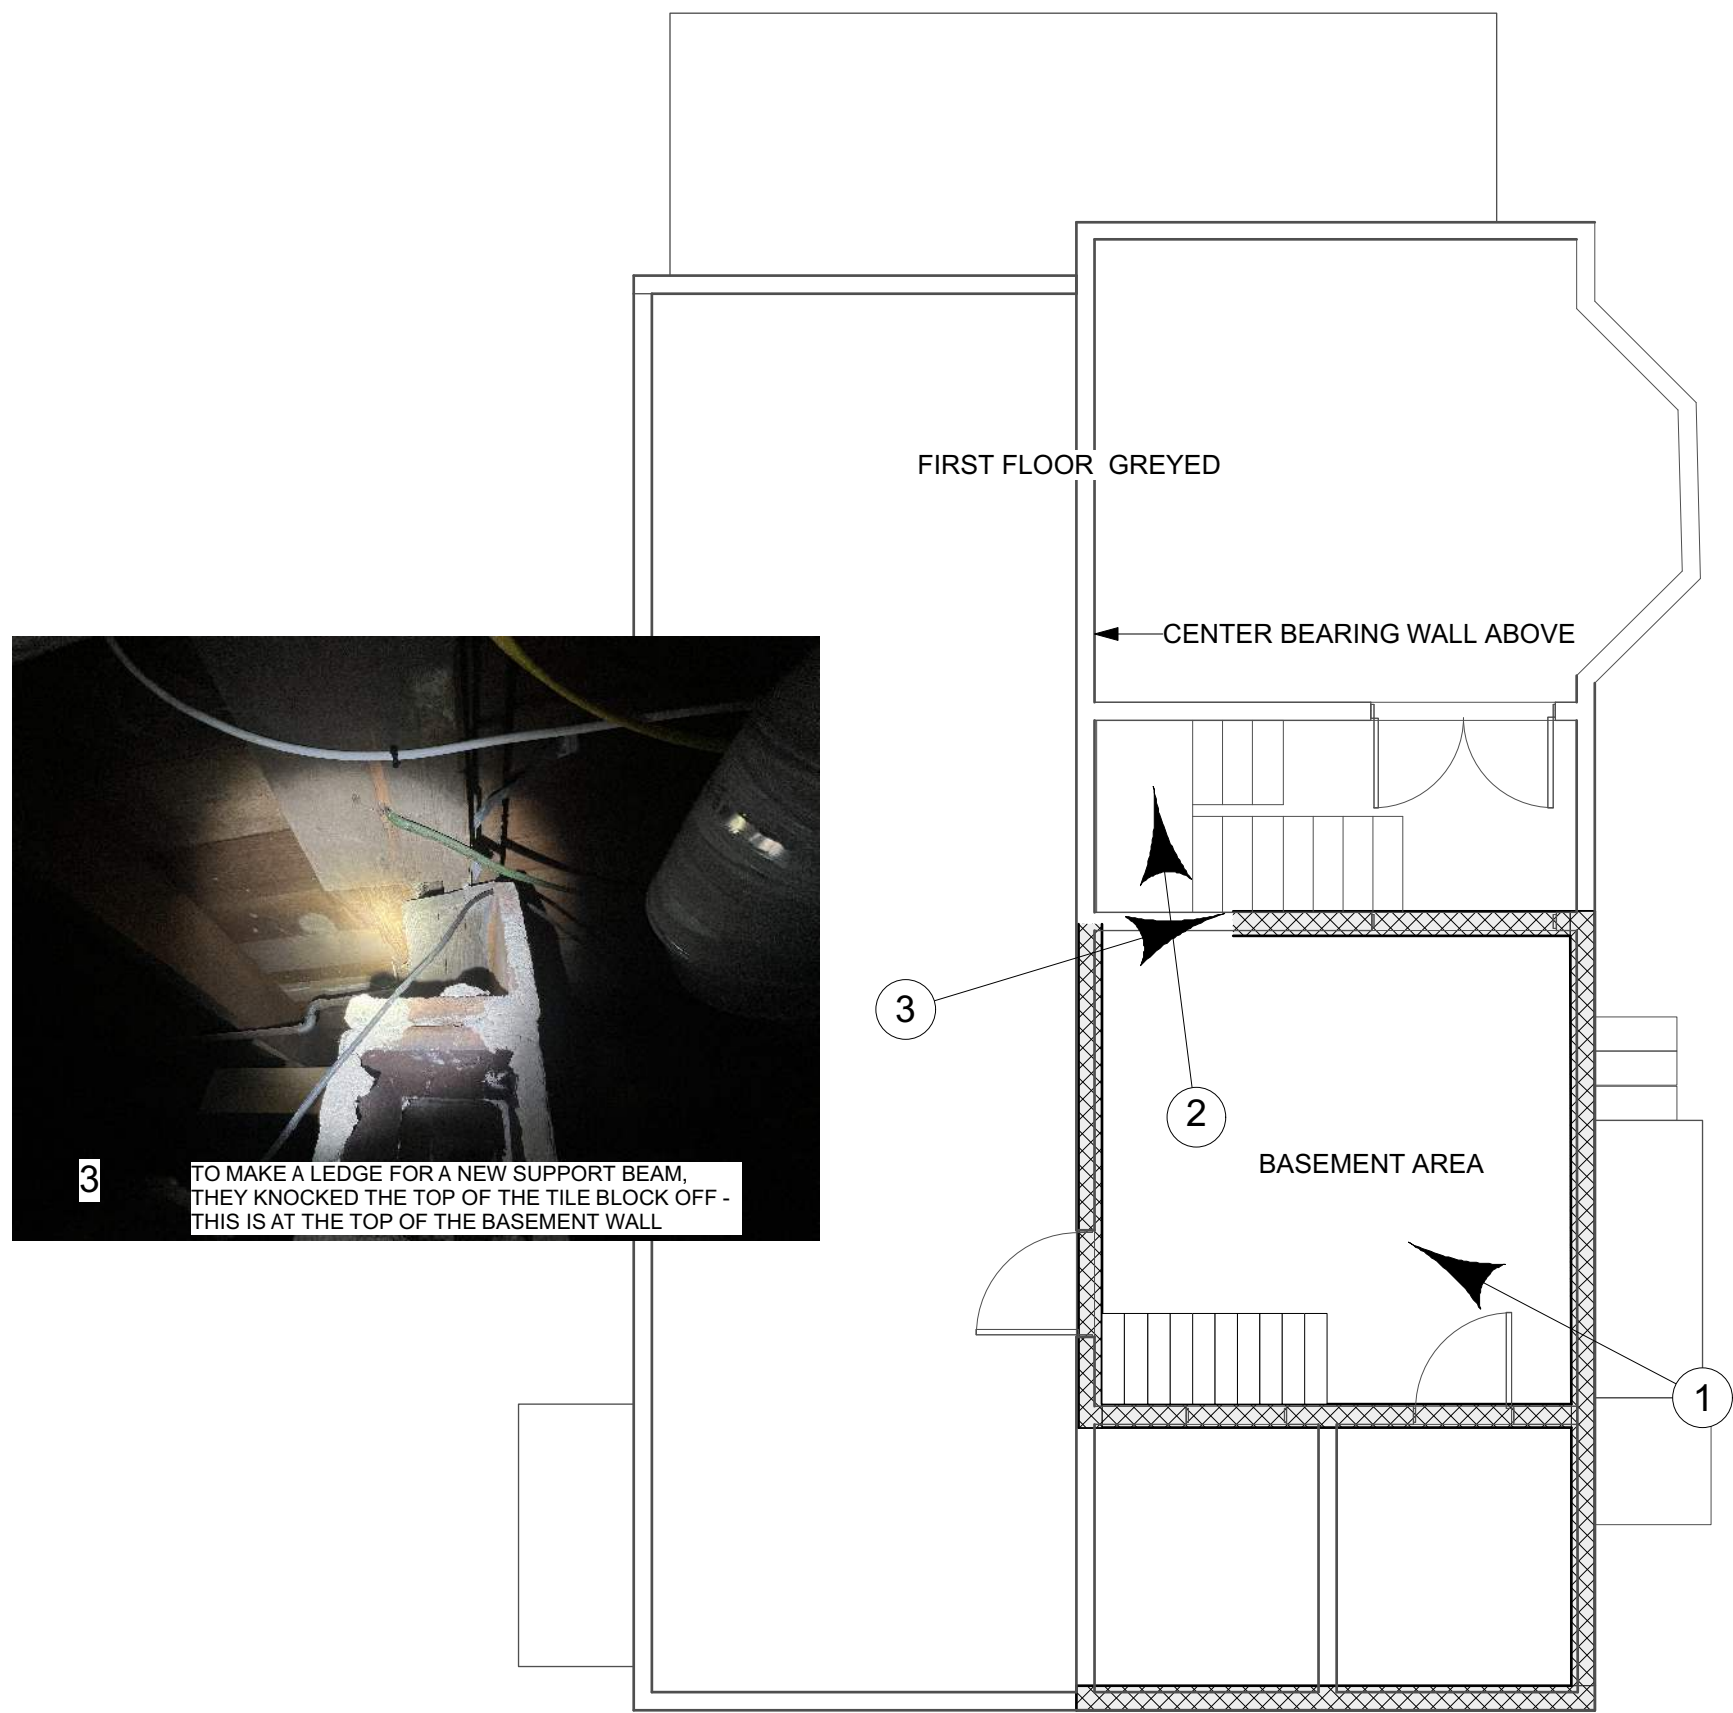 FIRST FLOOR  GREYED
CENTER BEARING WALL ABOVE
3
TO MAKE A LEDGE FOR A NEW SUPPORT BEAM,
THEY KNOCKED THE TOP OF THE TILE BLOCK OFF -
THIS IS AT THE TOP OF THE BASEMENT WALL
3
2
BASEMENT AREA
1